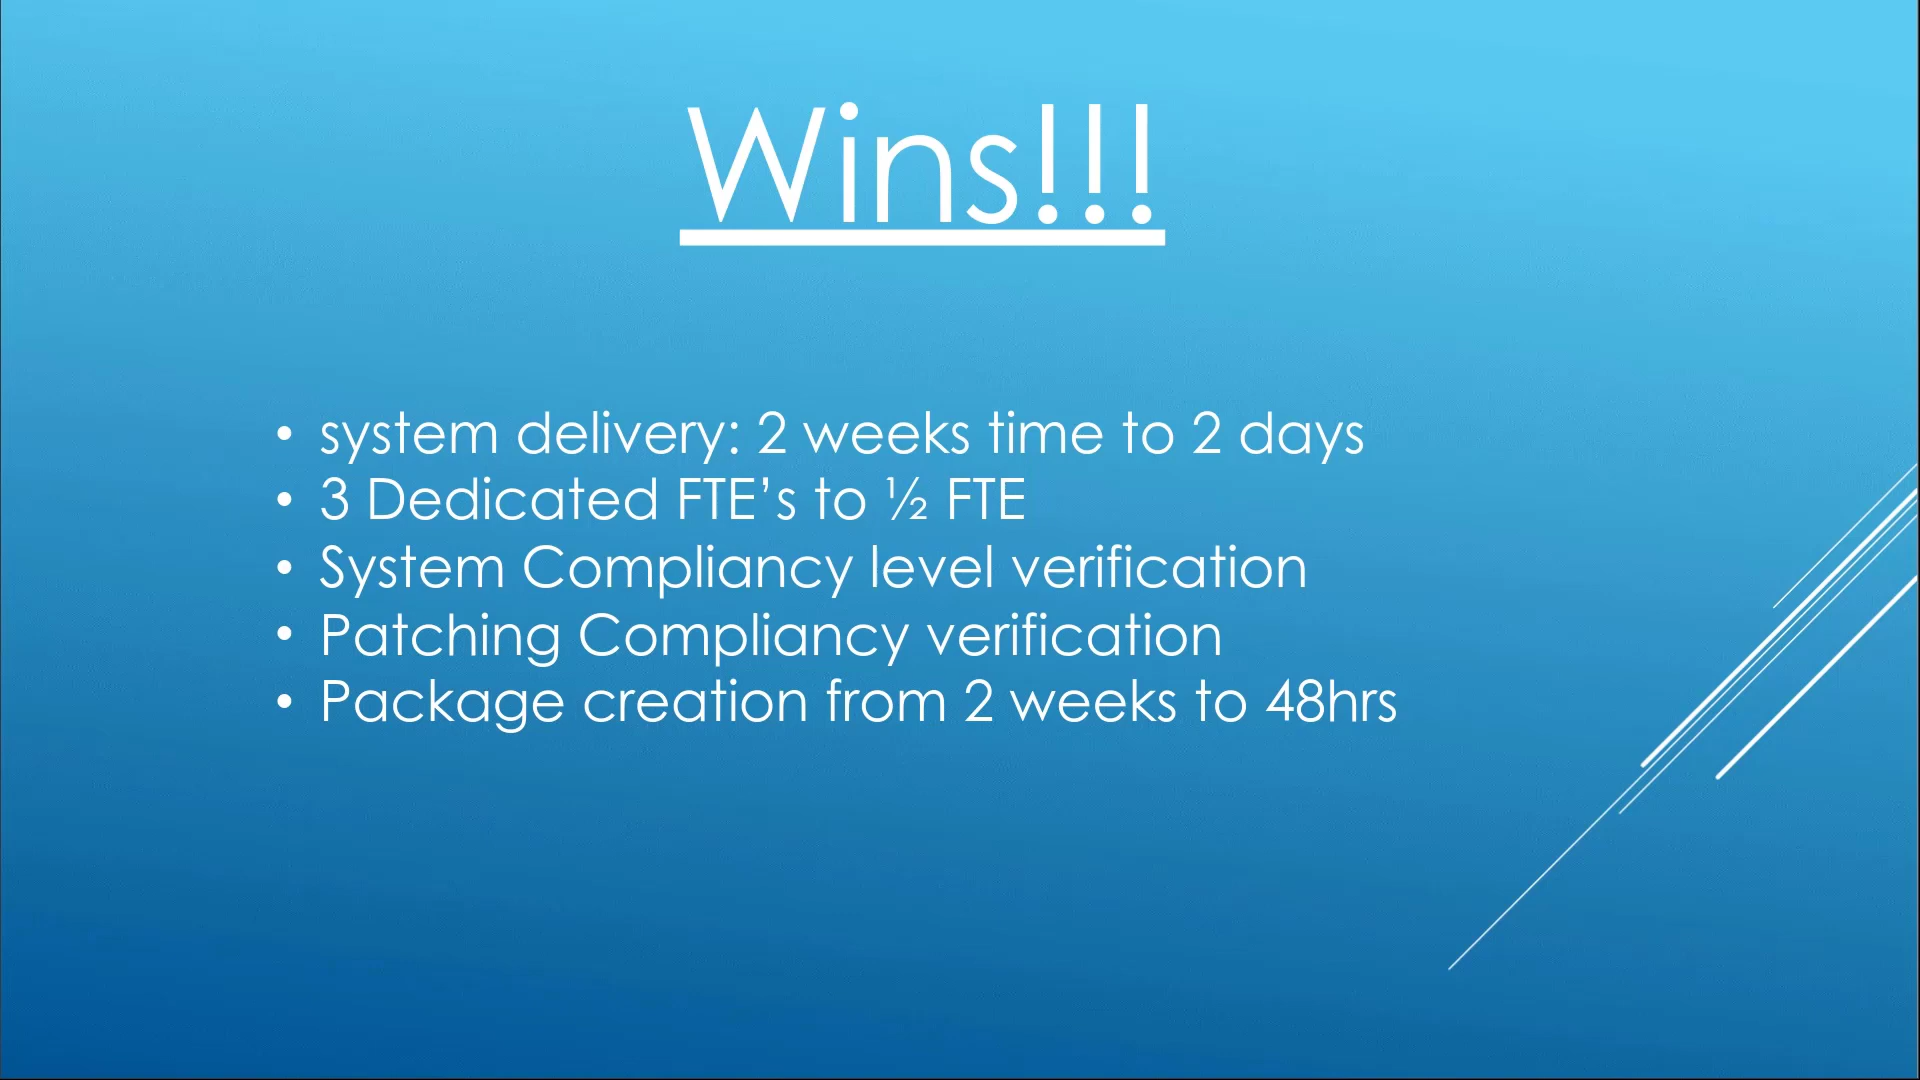 Wins!!!
• system delivery: 2 weeks time to 2 days
• 3 Dedicated FTE’s to ½ FTE
• System Compliancy level verification
• Patching Compliancy verification
• Package creation from 2 weeks to 48hrs